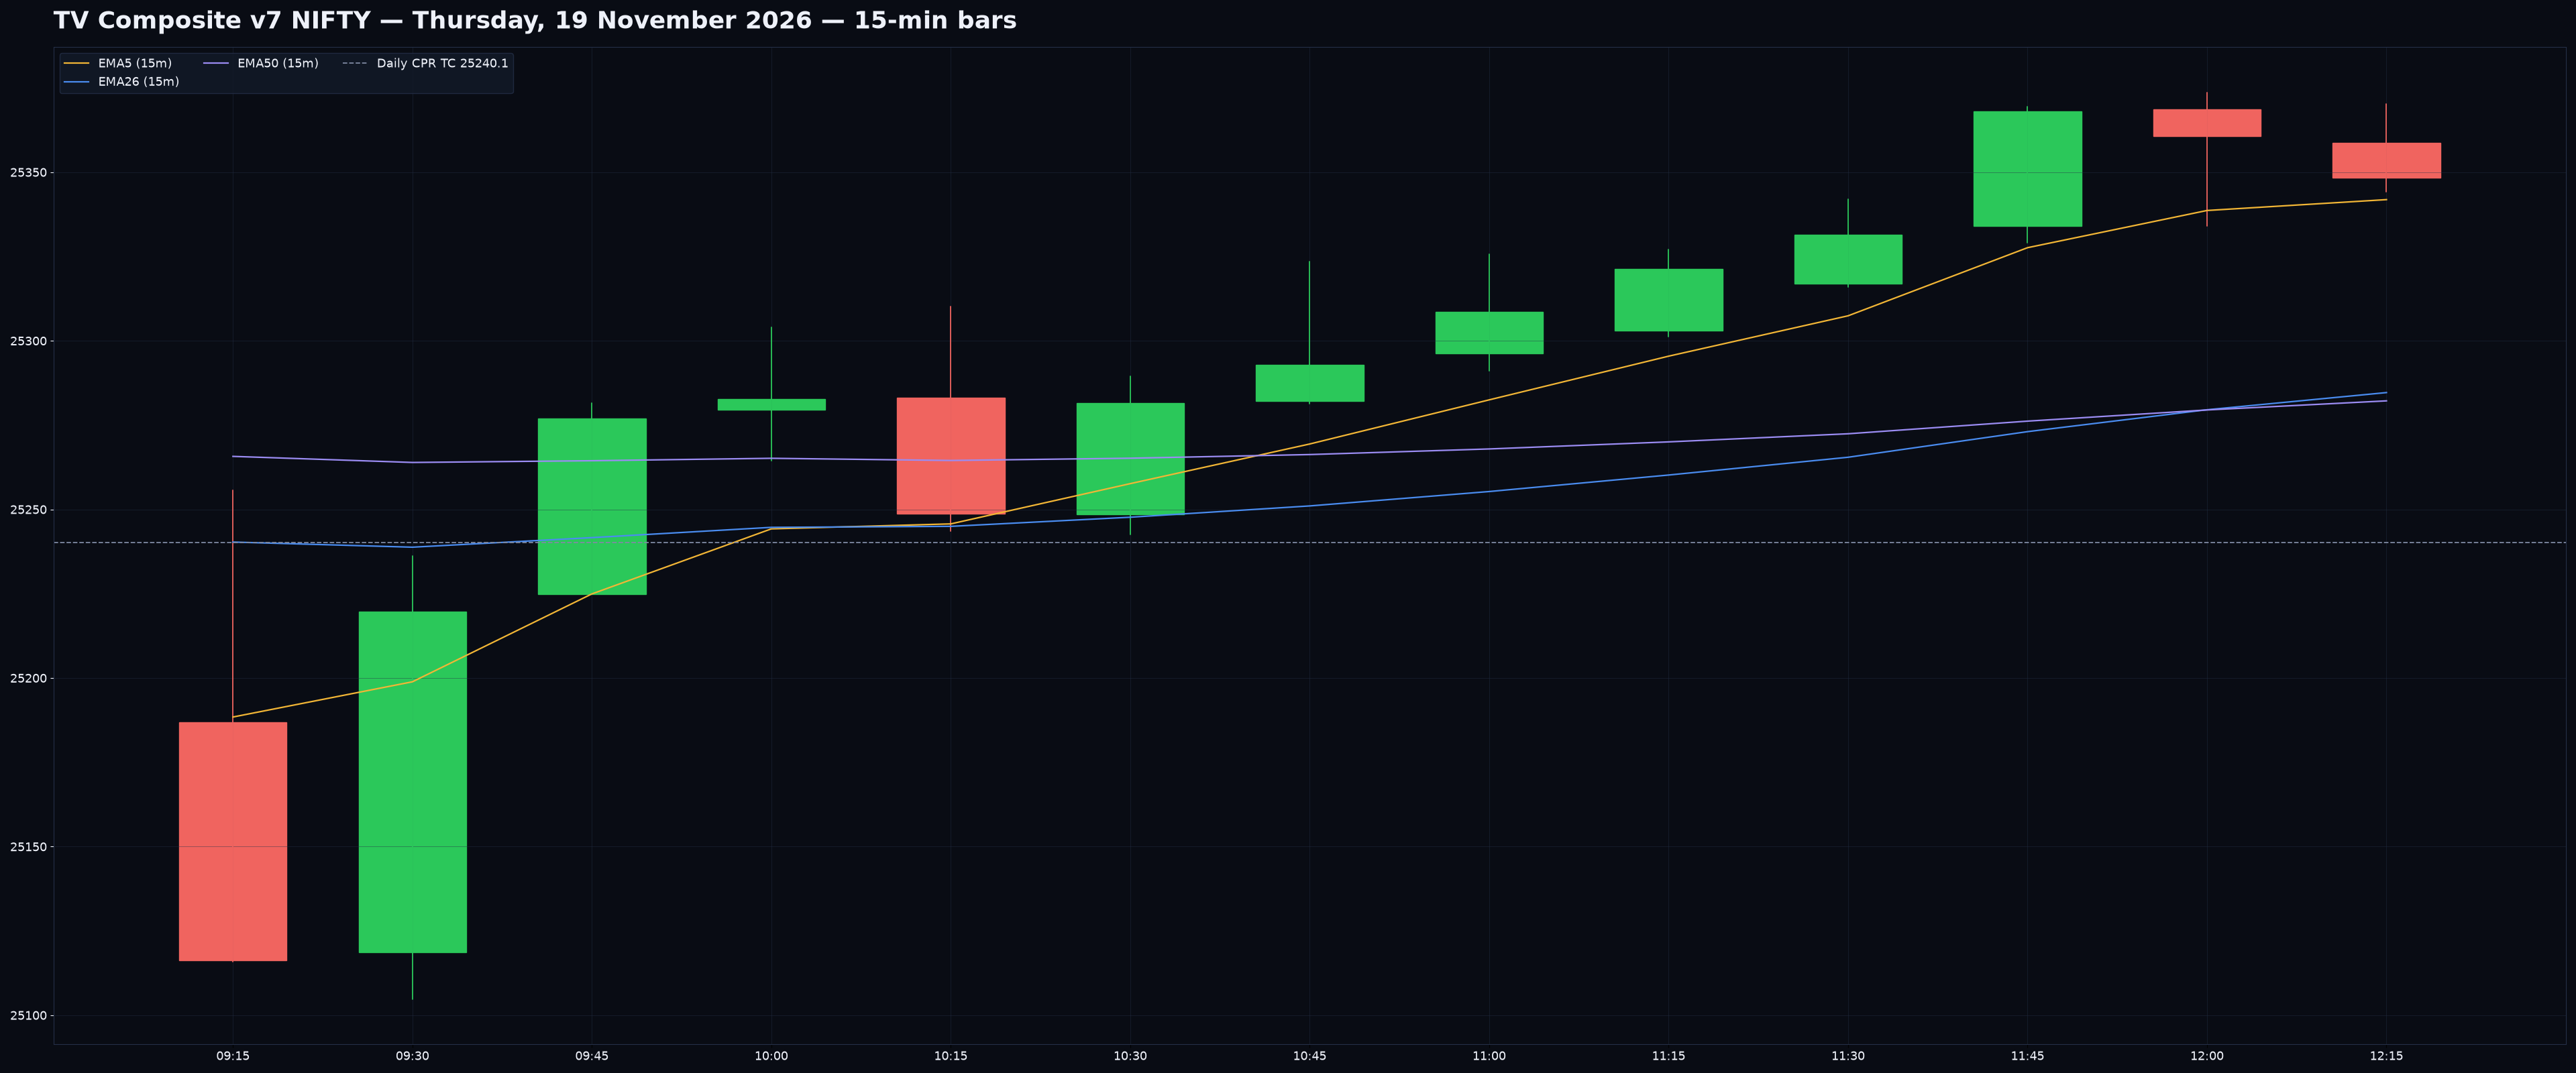 TV Composite v7 NIFTY — Thursday, 19 November 2026 — 15-min bars
EMA5 (15m) EMA50 (15m) Daily CPR TC 25240.1
EMA26 (15m)
25350
25300
25250
25200
25150
25100
09:15 09:30 09:45 10:00 10:15 10:30 10:45 11:00 11:15 11:30 11:45 12:00 12:15